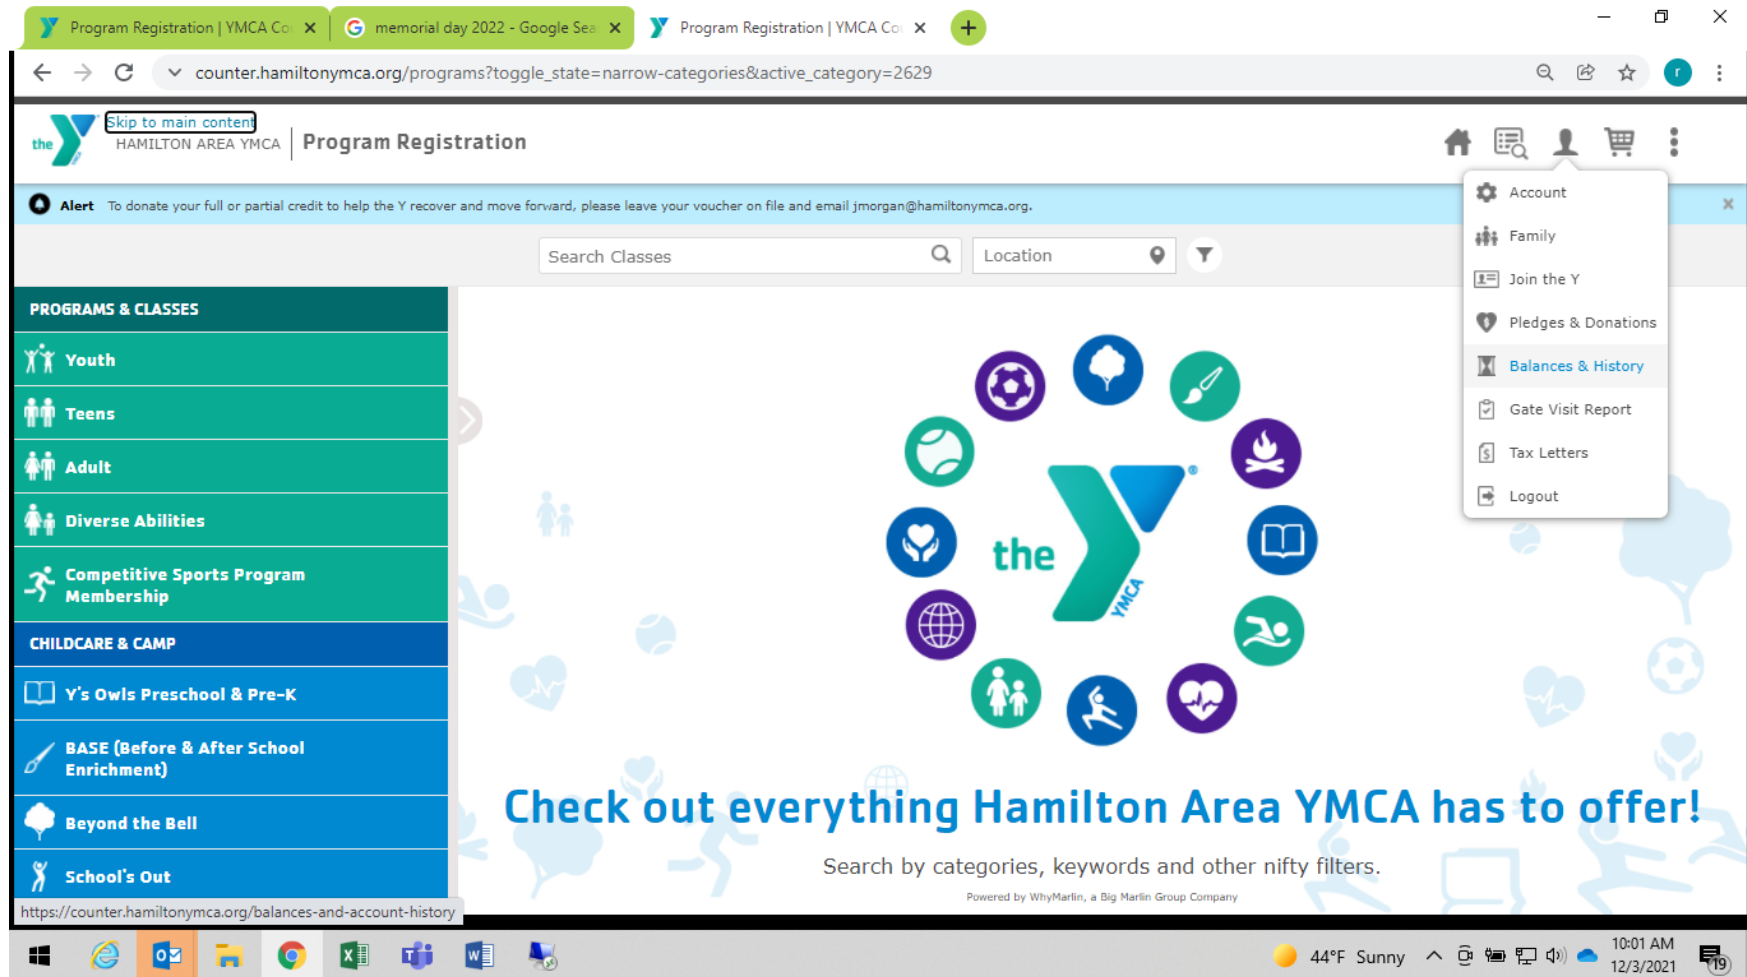 Program Registration | YMCA Co
memorial day 2022 - Google Sea
Program Registration | YMCA Co
counter.hamiltonymca.org/programs?toggle_state=narrow-categories&active_category=2629
r
Skip to main content
the
HAMILTON AREA YMCA
Program Registration
Alert To donate your full or partial credit to help the Y recover and move forward, please leave your voucher on file and email jmorgan@hamiltonymca.org.
Search Classes
Location
Account
Family
Join the Y
Pledges & Donations
Balances & History
Gate Visit Report
Tax Letters
Logout
PROGRAMS & CLASSES
Youth
Teens
Adult
Diverse Abilities
Competitive Sports Program
Membership
CHILDCARE & CAMP
Y's Owls Preschool & Pre-K
BASE (Before & After School
Enrichment)
Beyond the Bell
School's Out
the
YMCA
®
Check out everything Hamilton Area YMCA has to offer!
Search by categories, keywords and other nifty filters.
Powered by WhyMarlin, a Big Marlin Group Company
https://counter.hamiltonymca.org/balances-and-account-history
44°F Sunny
10:01 AM
12/3/2021
19